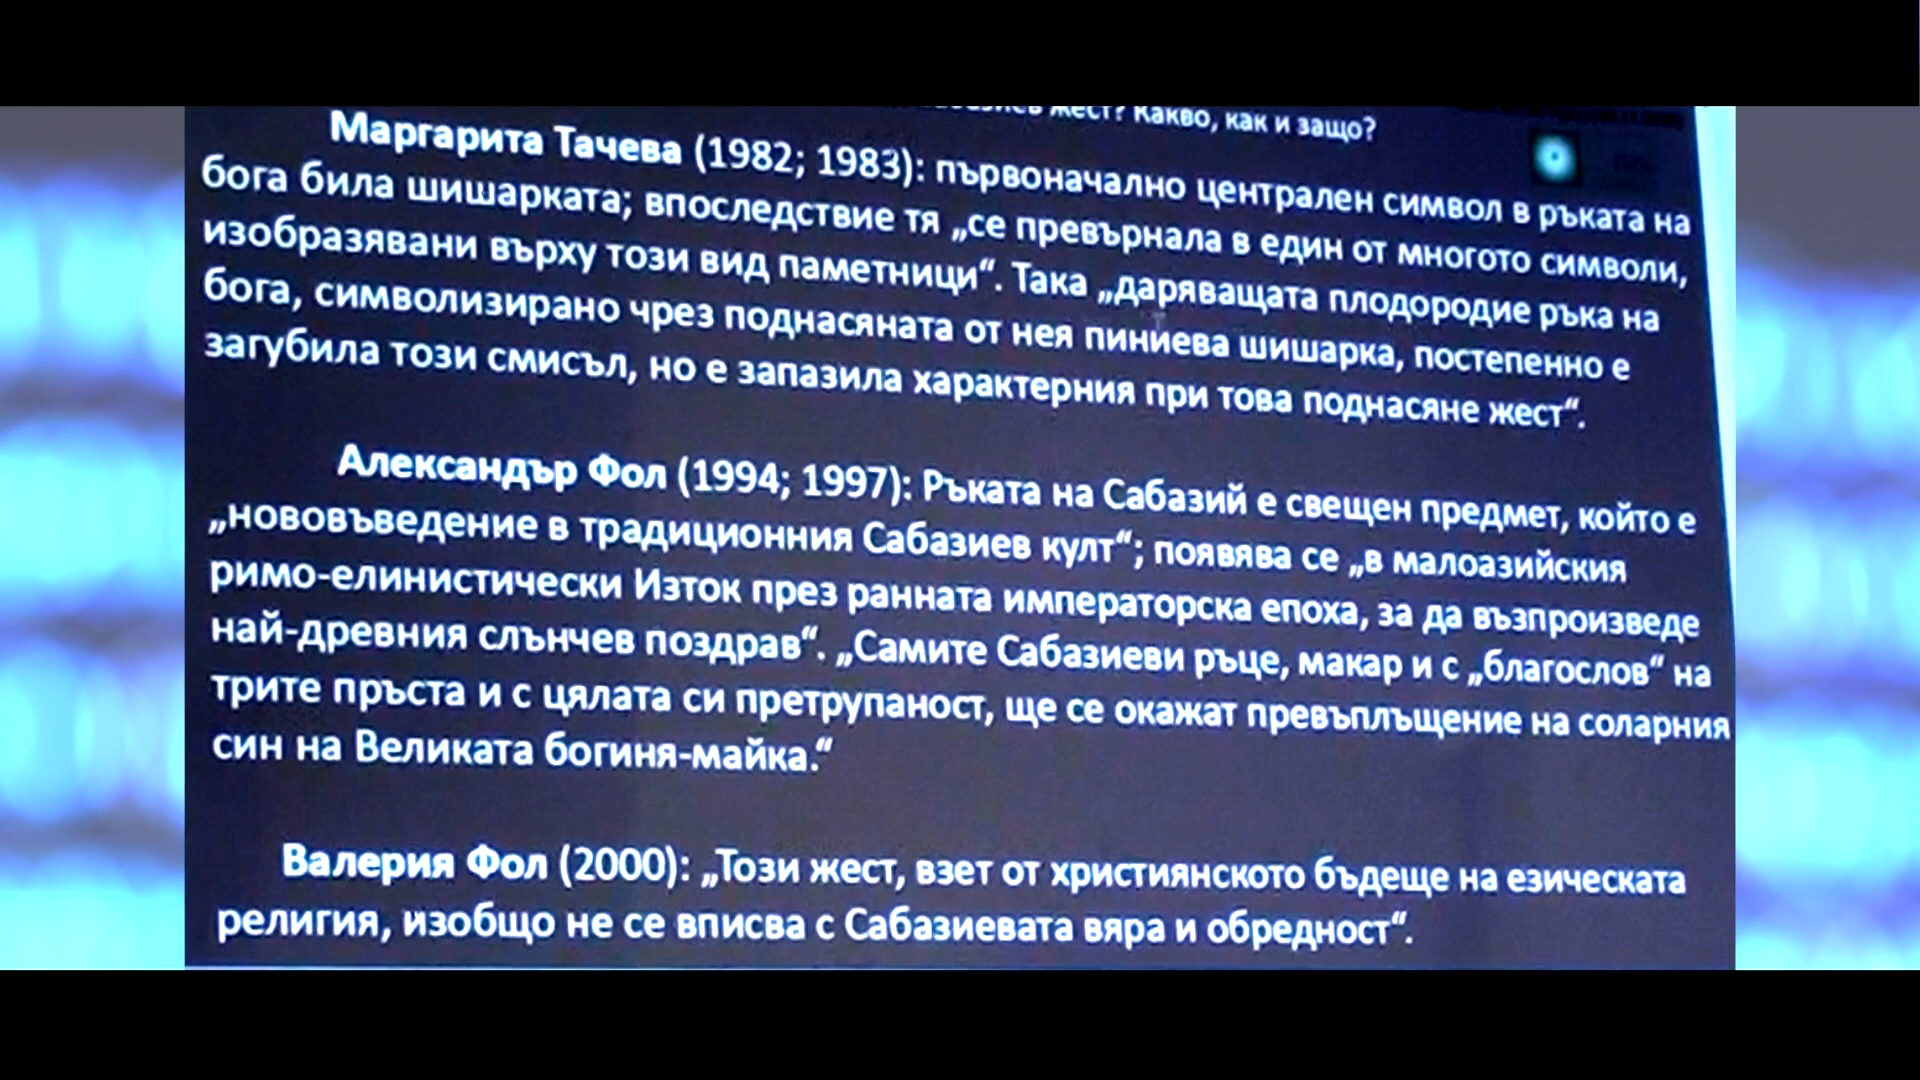 жест? Какво, как и защо?
Маргарита Тачева (1982; 1983): първоначално централен символ в ръката на
бога била шишарката; впоследствие тя „се превърнала в един от многото символи,
изобразявани върху този вид паметници“. Така „даряващата плодородие ръка на
бога, символизирано чрез поднасяната от нея пиниева шишарка, постепенно е
загубила този смисъл, но е запазила характерния при това поднасяне жест“.
Александър Фол (1994; 1997): Ръката на Сабазий е свещен предмет, който е
„нововъведение в традиционния Сабазиев култ“; появява се „в малоазийския
римо-елинистически Изток през ранната императорска епоха, за да възпроизведе
най-древния слънчев поздрав“. „Самите Сабазиеви ръце, макар и с „благослов“ на
трите пръста и с цялата си претрупаност, ще се окажат превъплъщение на соларния
син на Великата богиня-майка.“
Валерия Фол (2000): „Този жест, взет от християнското бъдеще на езическата
религия, изобщо не се вписва с Сабазиевата вяра и обредност“.